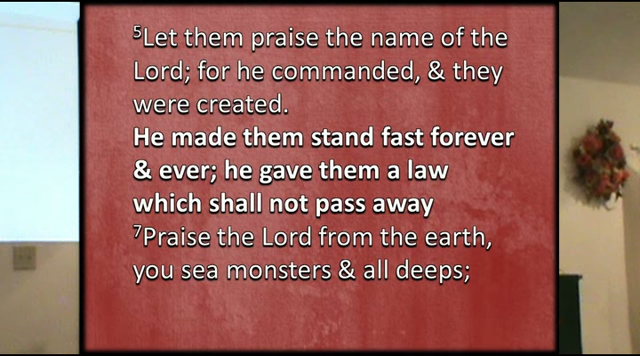 ⁵Let them praise the name of the
Lord; for he commanded, & they
were created.
He made them stand fast forever
& ever; he gave them a law
which shall not pass away
⁷Praise the Lord from the earth,
you sea monsters & all deeps;